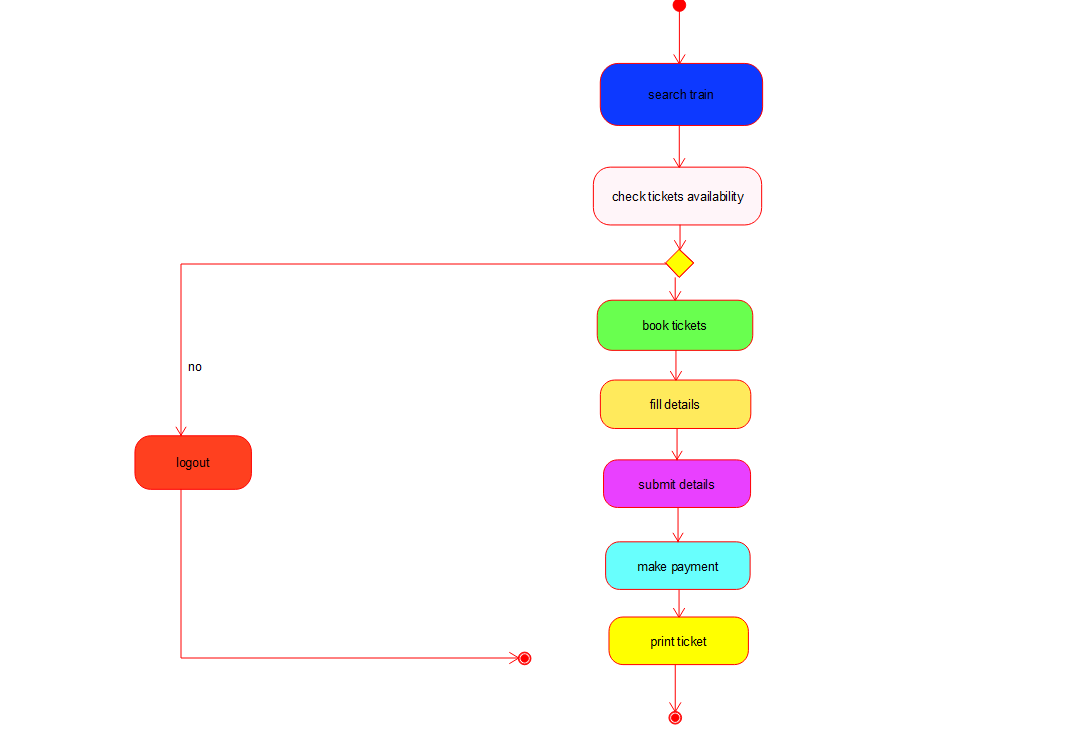 search train
check tickets availability
book tickets
no
fill details
logout
submit details
make payment
print ticket